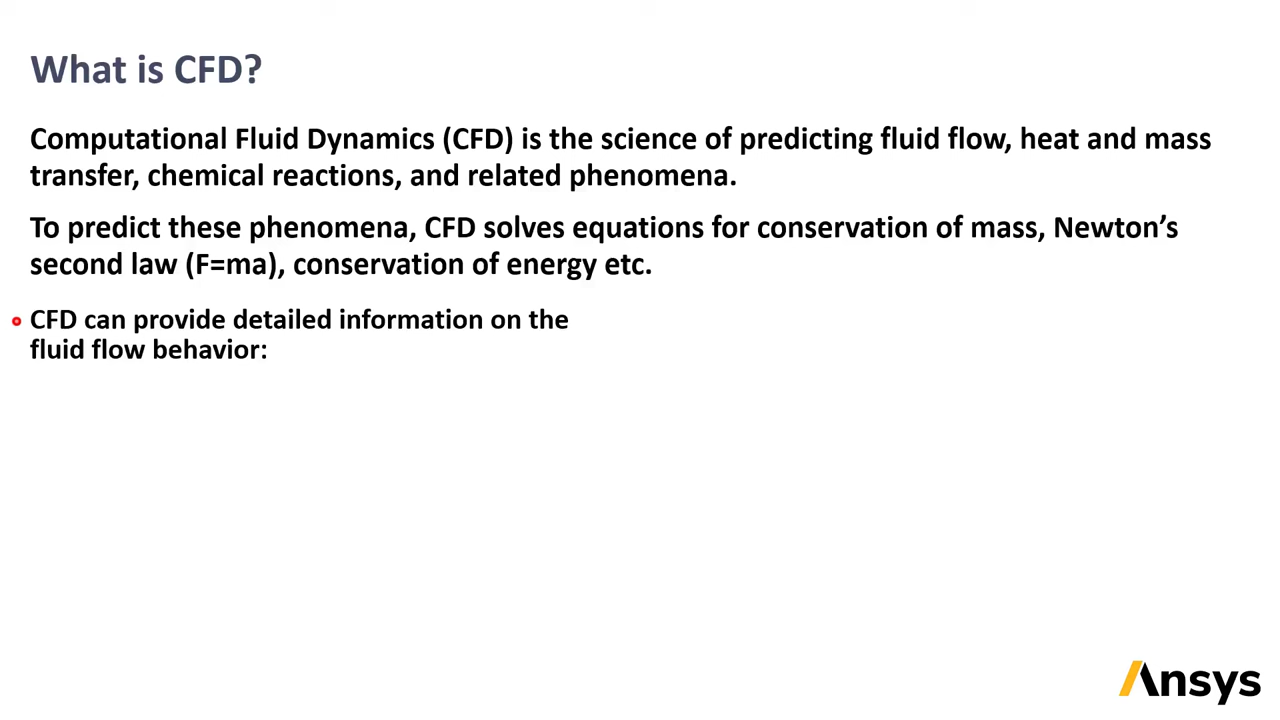 What is CFD?
Computational Fluid Dynamics (CFD) is the science of predicting fluid flow, heat and mass
transfer, chemical reactions, and related phenomena.
To predict these phenomena, CFD solves equations for conservation of mass, Newton’s
second law (F=ma), conservation of energy etc.
CFD can provide detailed information on the
fluid flow behavior:
Ansys